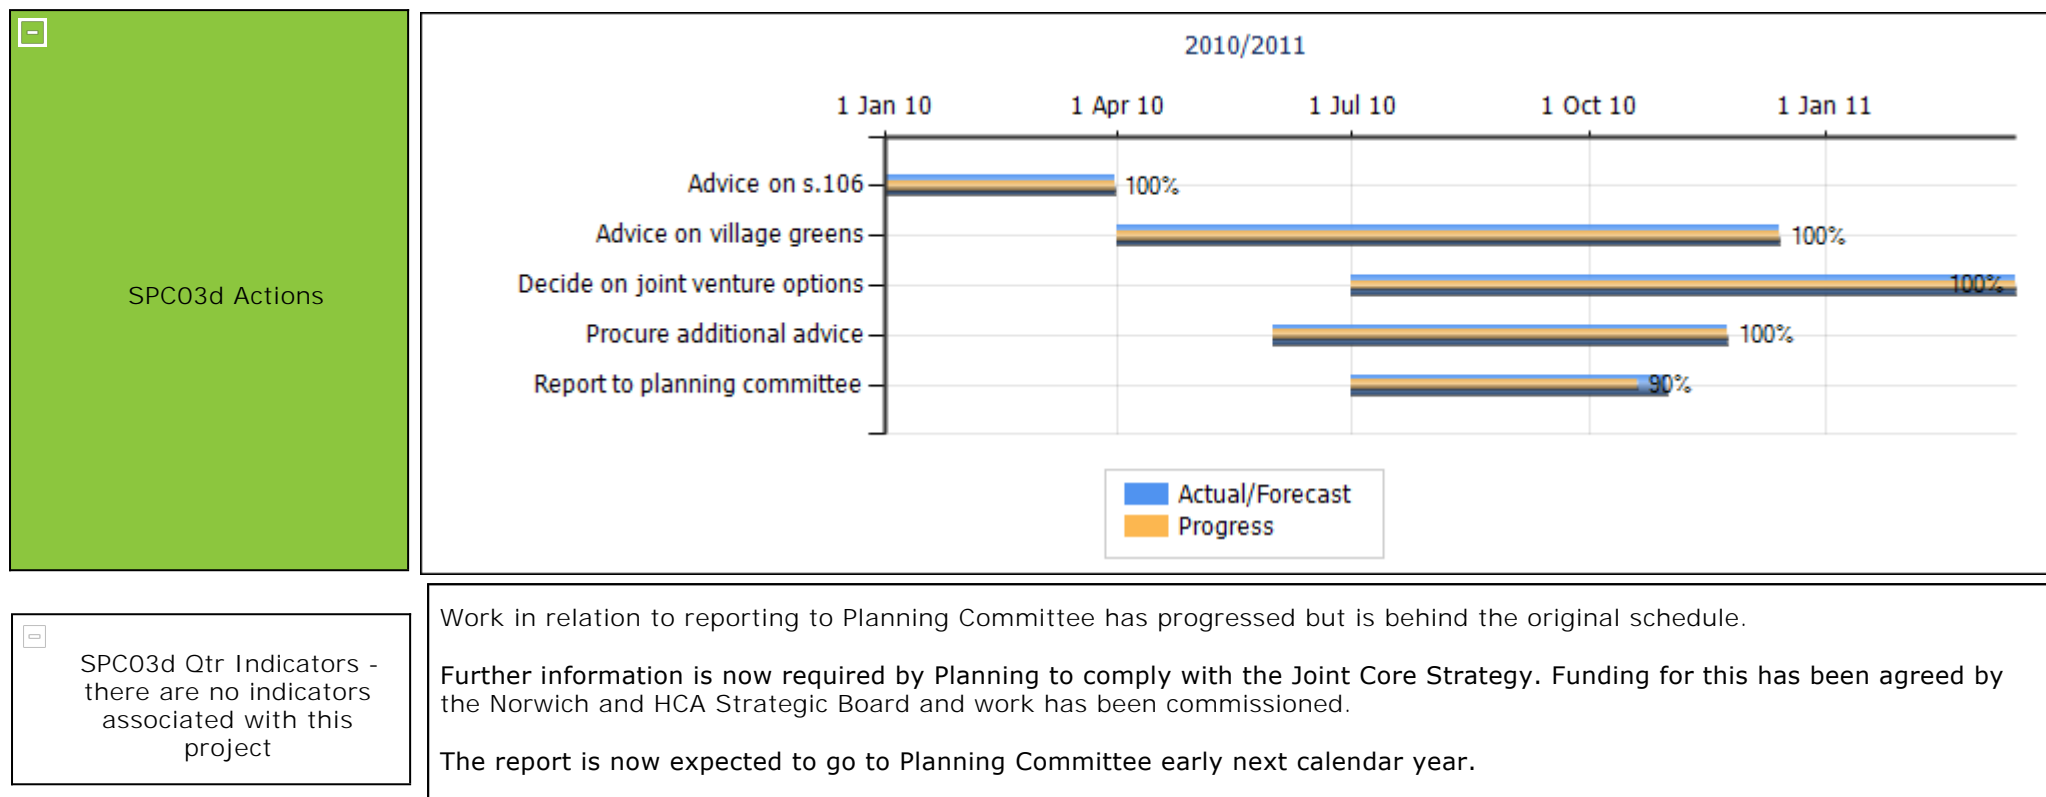 SPC03d Actions
2010/2011
1 Jan 10
1 Apr 10
1 Jul 10
1 Oct 10
1 Jan 11
Advice on s.106
100%
Advice on village greens
100%
Decide on joint venture options
100%
Procure additional advice
100%
Report to planning committee
90%
Actual/Forecast
Progress
SPC03d Qtr Indicators -
there are no indicators
associated with this
project
Work in relation to reporting to Planning Committee has progressed but is behind the original schedule.
Further information is now required by Planning to comply with the Joint Core Strategy. Funding for this has been agreed by
the Norwich and HCA Strategic Board and work has been commissioned.
The report is now expected to go to Planning Committee early next calendar year.